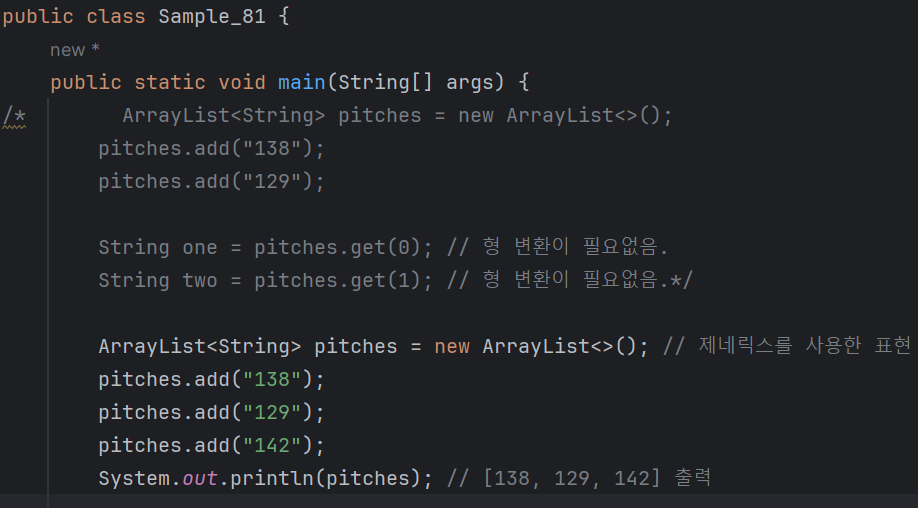 public class Sample_81 {
new *
public static void main(String[] args) {
/* ArrayList<String> pitches = new ArrayList<>();
pitches.add("138");
pitches.add("129");
String one = pitches.get(0); // 형 변환이 필요없음.
String two = pitches.get(1); // 형 변환이 필요없음.*/
ArrayList<String> pitches = new ArrayList<>(); // 제네릭스를 사용한 표현
pitches.add("138");
pitches.add("129");
pitches.add("142");
System.out.println(pitches); // [138, 129, 142] 출력